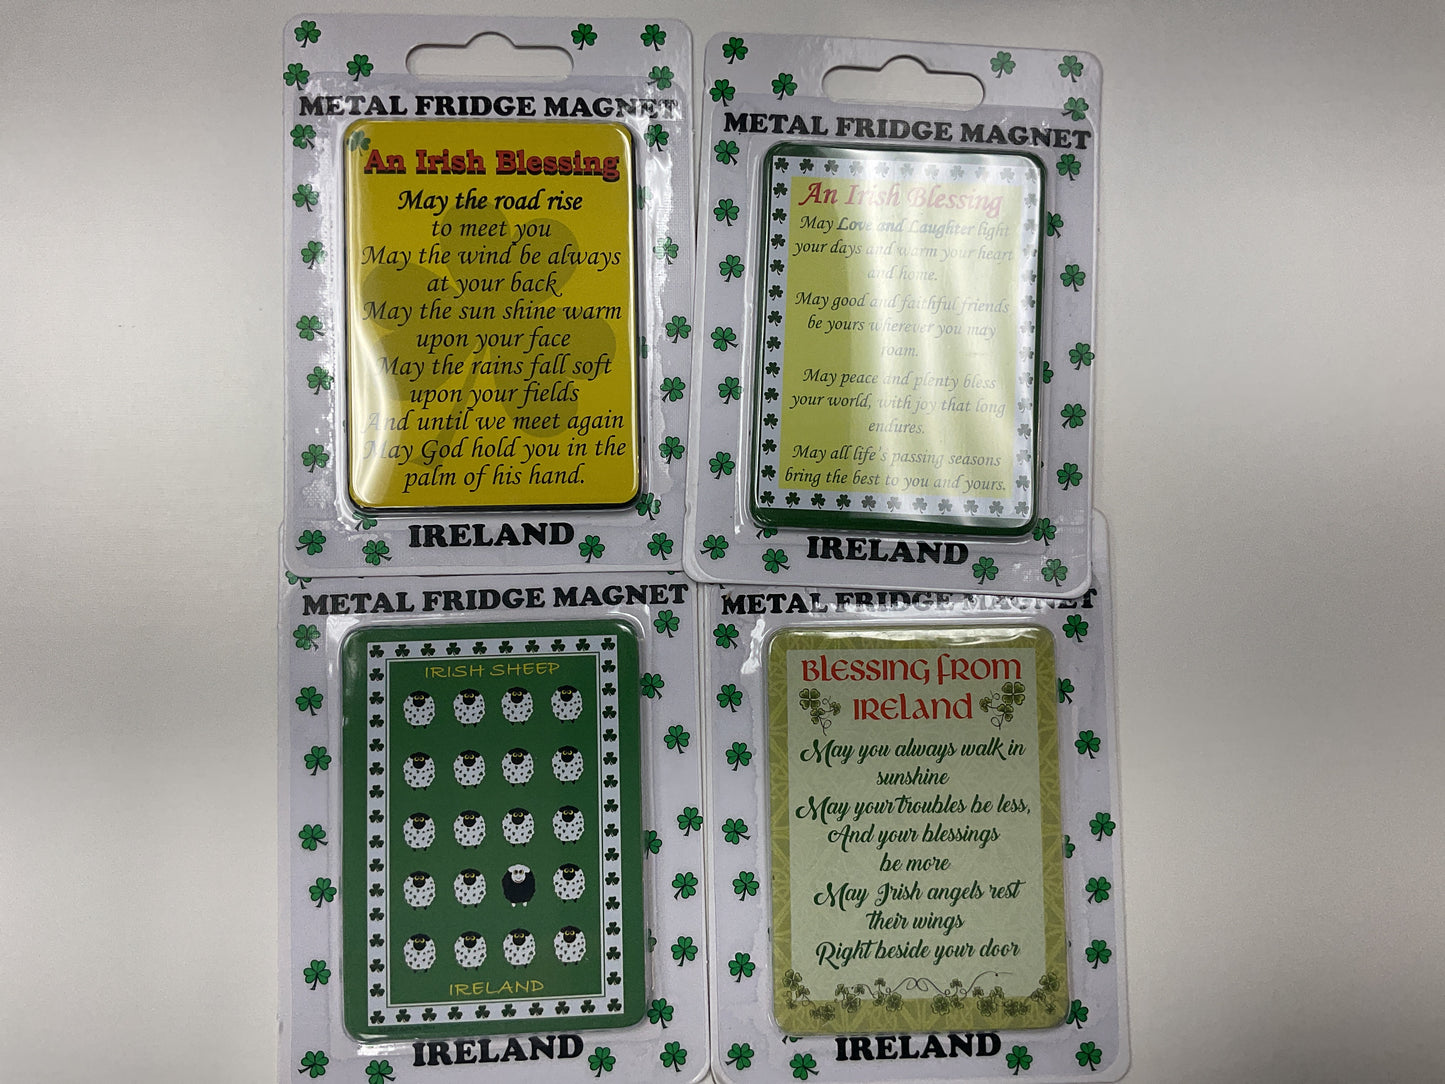 METAL FRIDGE MAGNET
An Irish Blessing
May the road rise
to meet you
May the wind be always
at your back
May the sun shine warm
upon your face
May the rains fall soft
upon your fields
And until we meet again
May God hold you in the
palm of his hand.
IRELAND
METAL FRIDGE MAGNET
An Irish Blessing
May Love and Laughter light
your days and warm your heart
and home.
May good and faithful friends
be yours wherever you may
roam.
May peace and plenty bless
your world, with joy that long
endures.
May all life's passing seasons
bring the best to you and yours.
IRELAND
METAL FRIDGE MAGNET
IRISH SHEEP
IRELAND
IRELAND
METAL FRIDGE MAGNET
BLESSING FROM
IRELAND
May you always walk in
sunshine
May your troubles be less,
And your blessings
be more
May Irish angels rest
their wings
Right beside your door
IRELAND